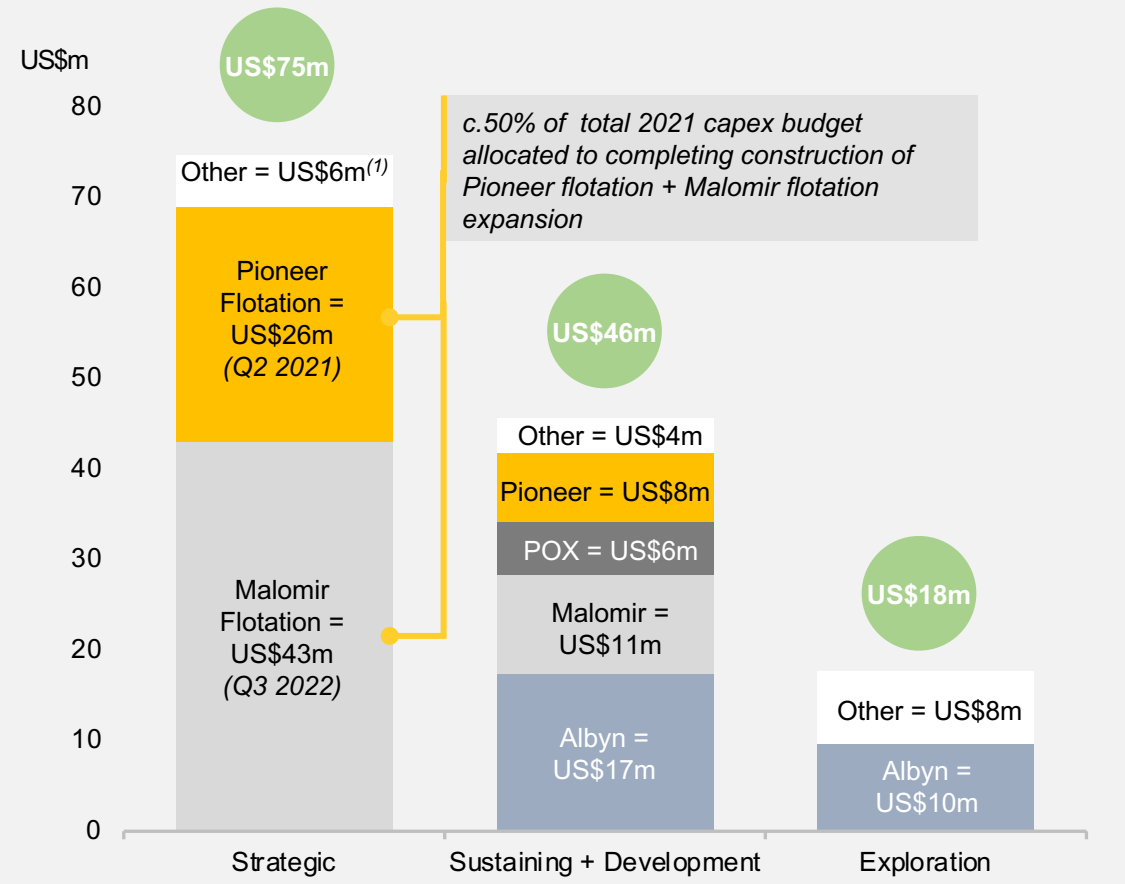 US$m
80
70
60
50
40
30
20
10
0
US$75m
Other = US$6m(1)
Pioneer
Flotation =
US$26m
(Q2 2021)
Malomir
Flotation =
US$43m
(Q3 2022)
c.50% of total 2021 capex budget
allocated to completing construction of
Pioneer flotation + Malomir flotation
expansion
US$46m
Other = US$4m
Pioneer = US$8m
POX = US$6m
Malomir =
US$11m
Albyn =
US$17m
US$18m
Other = US$8m
Albyn =
US$10m
Strategic
Sustaining + Development
Exploration